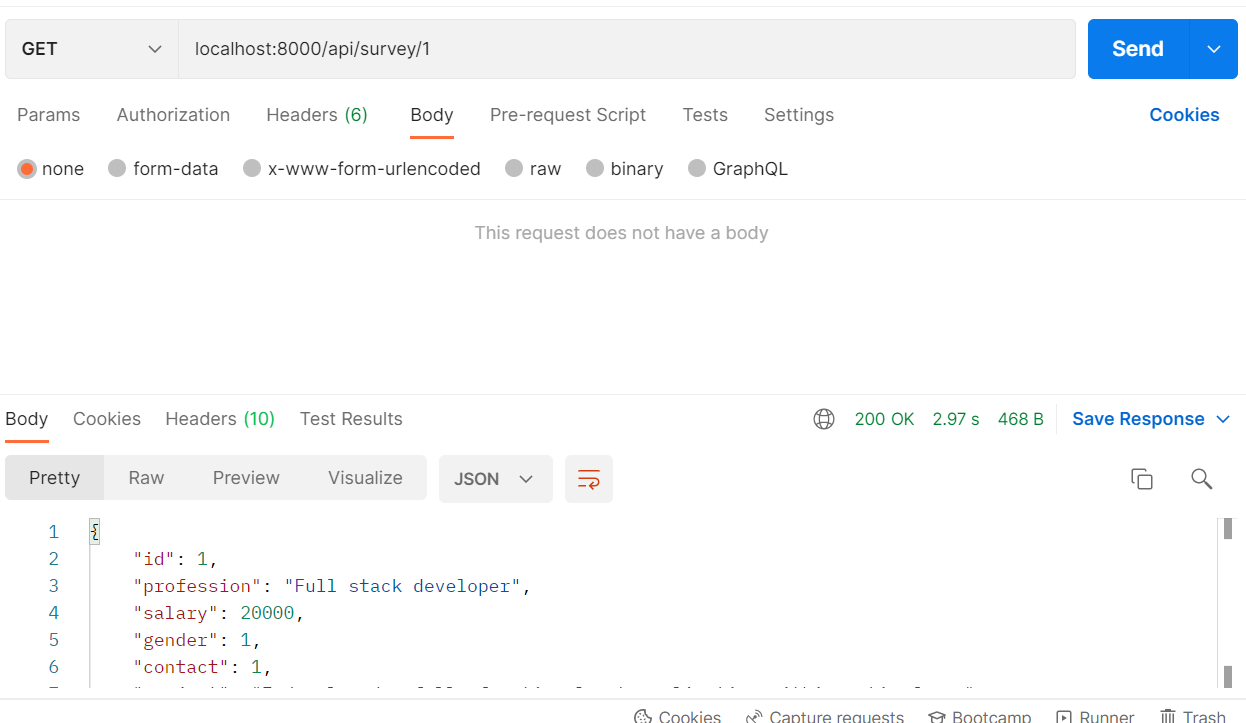 GET localhost:8000/api/survey/1 Send
Params Authorization Headers (6) Body Pre-request Script Tests Settings Cookies
none form-data x-www-form-urlencoded raw binary GraphQL
This request does not have a body
Body Cookies Headers (10) Test Results 200 OK 2.97 s 468 B Save Response
Pretty Raw Preview Visualize JSON
1 {
2 "id": 1,
3 "profession": "Full stack developer",
4 "salary": 20000,
5 "gender": 1,
6 "contact": 1,
Cookies Capture requests Bootcamp Runner Trash